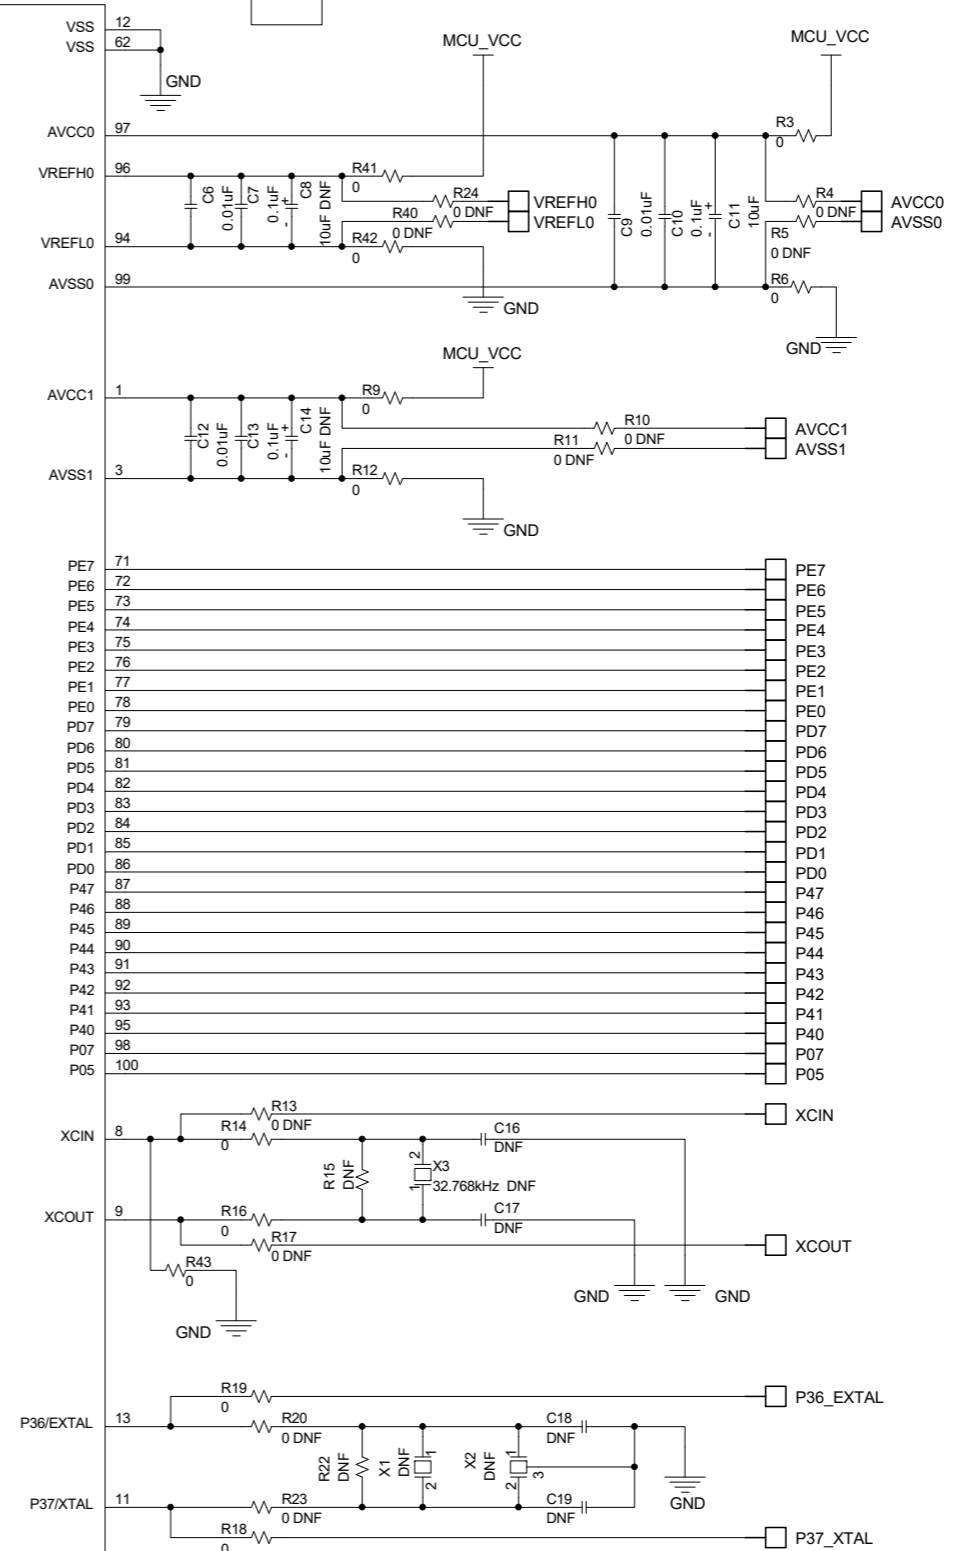 VSS 12
VSS 62
GND
MCU_VCC
MCU_VCC
AVCC0 97
R3
0
VREFH0 96
C6
0.01uF
C7
0.1uF
+
-
C8
10uF DNF
R41
0
R24
0 DNF
VREFH0
R40
0 DNF
VREFL0
C9
0.01uF
C10
0.1uF
+
-
C11
10uF
R4
0 DNF
AVCC0
R5
0 DNF
AVSS0
VREFL0 94
R42
0
AVSS0 99
R6
0
GND
GND
MCU_VCC
AVCC1 1
R9
0
C12
0.01uF
C13
0.1uF
+
-
C14
10uF DNF
R10
0 DNF
AVCC1
R11
0 DNF
AVSS1
AVSS1 3
R12
0
GND
PE7 71 PE7
PE6 72 PE6
PE5 73 PE5
PE4 74 PE4
PE3 75 PE3
PE2 76 PE2
PE1 77 PE1
PE0 78 PE0
PD7 79 PD7
PD6 80 PD6
PD5 81 PD5
PD4 82 PD4
PD3 83 PD3
PD2 84 PD2
PD1 85 PD1
PD0 86 PD0
P47 87 P47
P46 88 P46
P45 89 P45
P44 90 P44
P43 91 P43
P42 92 P42
P41 93 P41
P40 95 P40
P07 98 P07
P05 100 P05
R13
0 DNF
XCIN
XCIN 8
R14
0
C16
DNF
R15
DNF
2
1
X3
32.768kHz DNF
XCOUT 9
R16
0
C17
DNF
R17
0 DNF
XCOUT
R43
0
GND
GND
GND
R19
0
P36_EXTAL
P36/EXTAL 13
R20
0 DNF
C18
DNF
R22
DNF
X1
DNF
1
2
X2
DNF
1
2
3
GND
P37/XTAL 11
R23
0 DNF
C19
DNF
R18
0
P37_XTAL